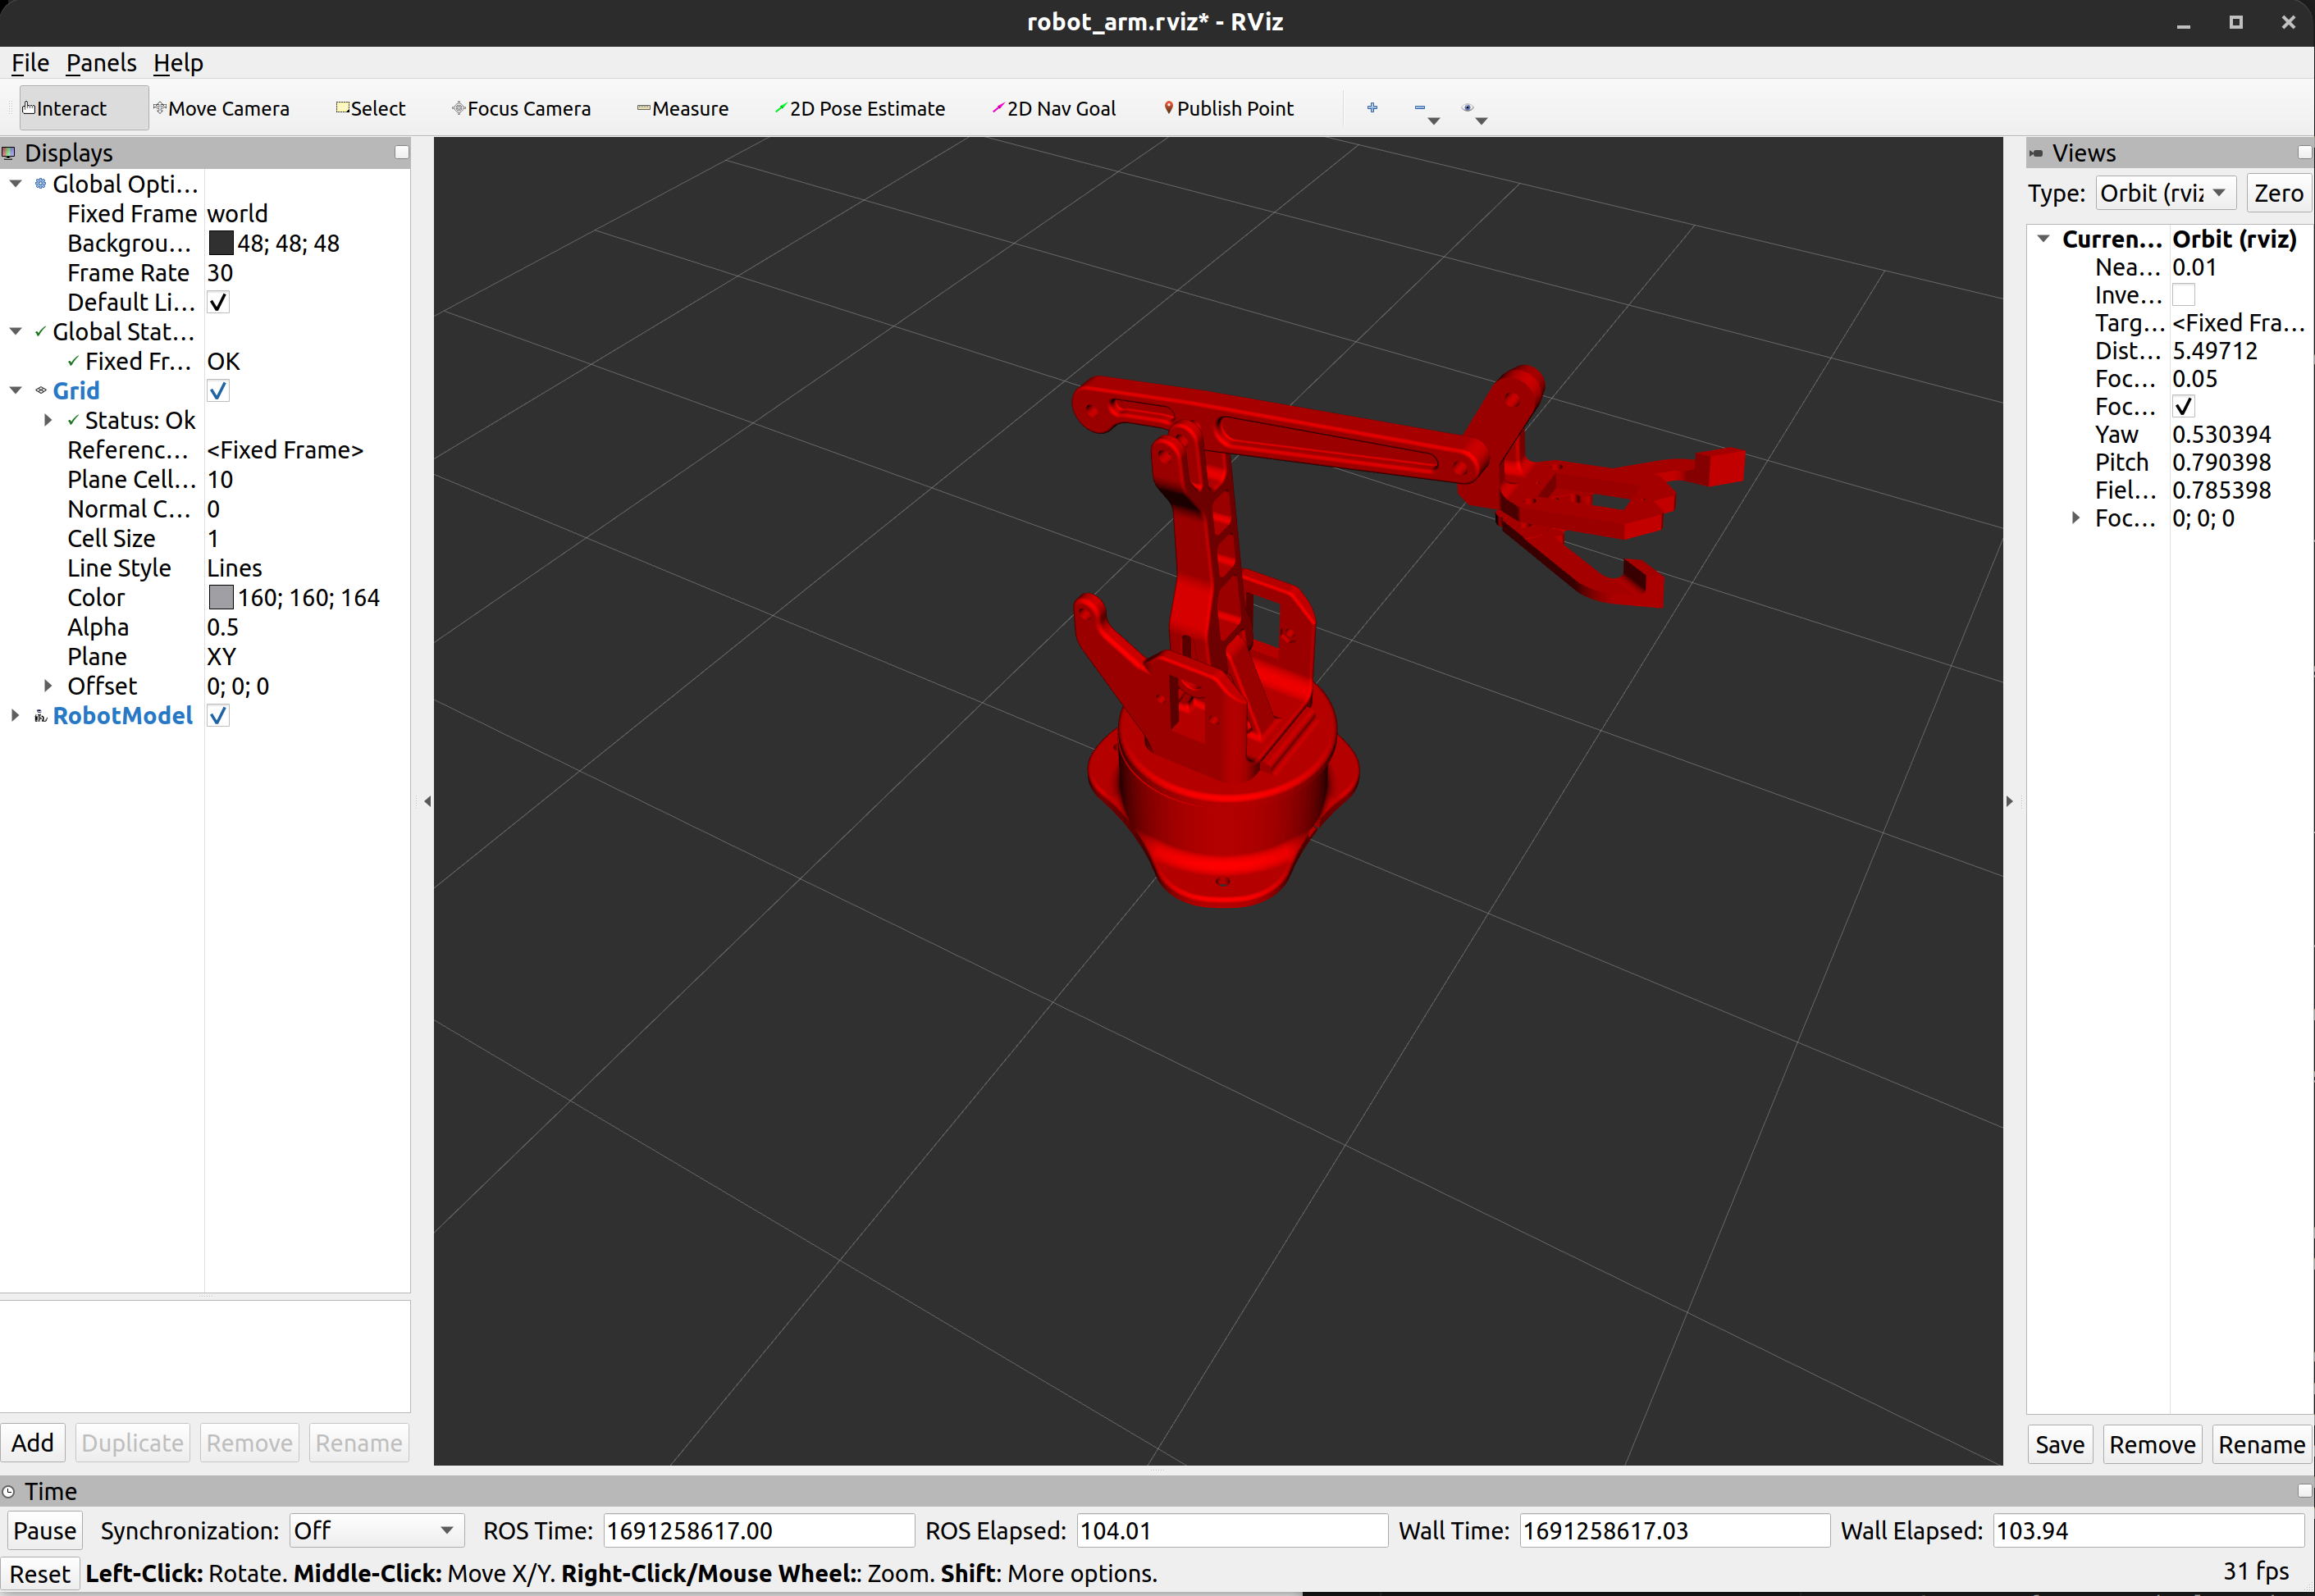 robot_arm.rviz* - RViz
File Panels Help
Interact Move Camera Select Focus Camera Measure 2D Pose Estimate 2D Nav Goal Publish Point
Displays
Global Opti...
Fixed Frame world
Backgrou... 48; 48; 48
Frame Rate 30
Default Li...
Global Stat...
Fixed Fr... OK
Grid
Status: Ok
Referenc... <Fixed Frame>
Plane Cell... 10
Normal C... 0
Cell Size 1
Line Style Lines
Color 160; 160; 164
Alpha 0.5
Plane XY
Offset 0; 0; 0
RobotModel
Add Duplicate Remove Rename
Views
Type: Orbit (rviz Zero
Curren... Orbit (rviz)
Nea... 0.01
Inve...
Targ... <Fixed Fra...
Dist... 5.49712
Foc... 0.05
Foc...
Yaw 0.530394
Pitch 0.790398
Fiel... 0.785398
Foc... 0; 0; 0
Save Remove Rename
Time
Pause Synchronization: Off ROS Time: 1691258617.00 ROS Elapsed: 104.01 Wall Time: 1691258617.03 Wall Elapsed: 103.94
Reset Left-Click: Rotate. Middle-Click: Move X/Y. Right-Click/Mouse Wheel:: Zoom. Shift: More options. 31 fps